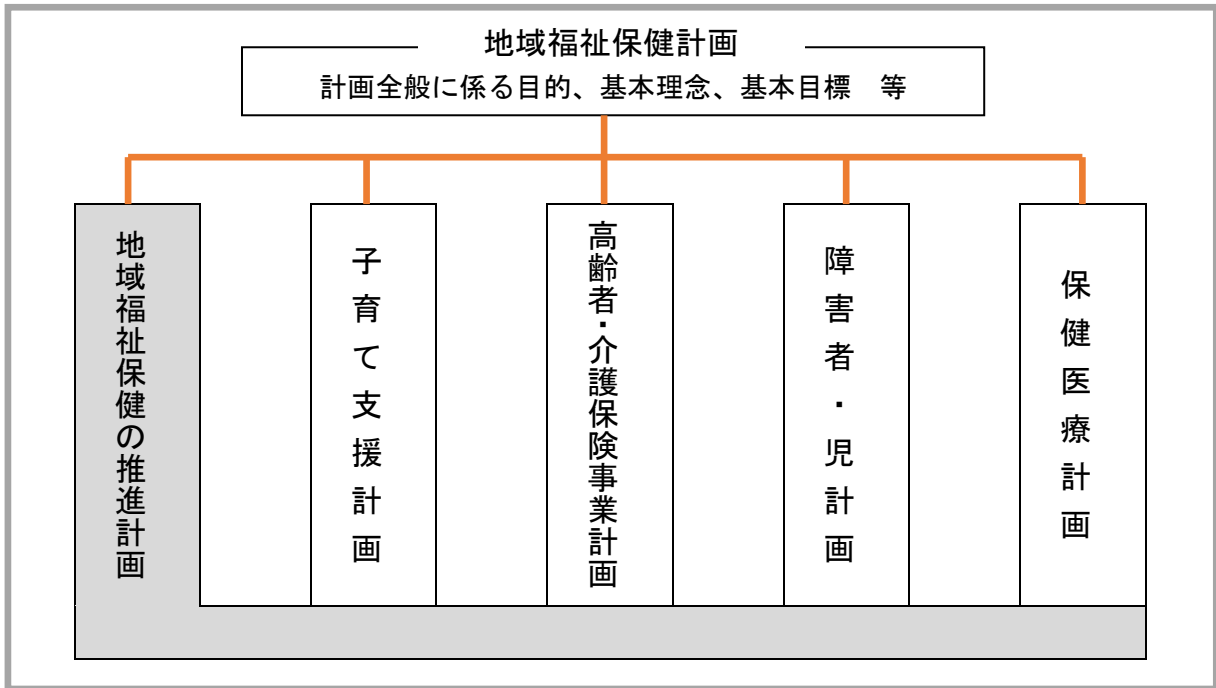 地域福祉保健計画
計画全般に係る目的、基本理念、基本目標　等
地域福祉保健の推進計画
子育て支援計画
高齢者・介護保険事業計画
障害者・児計画
保健医療計画